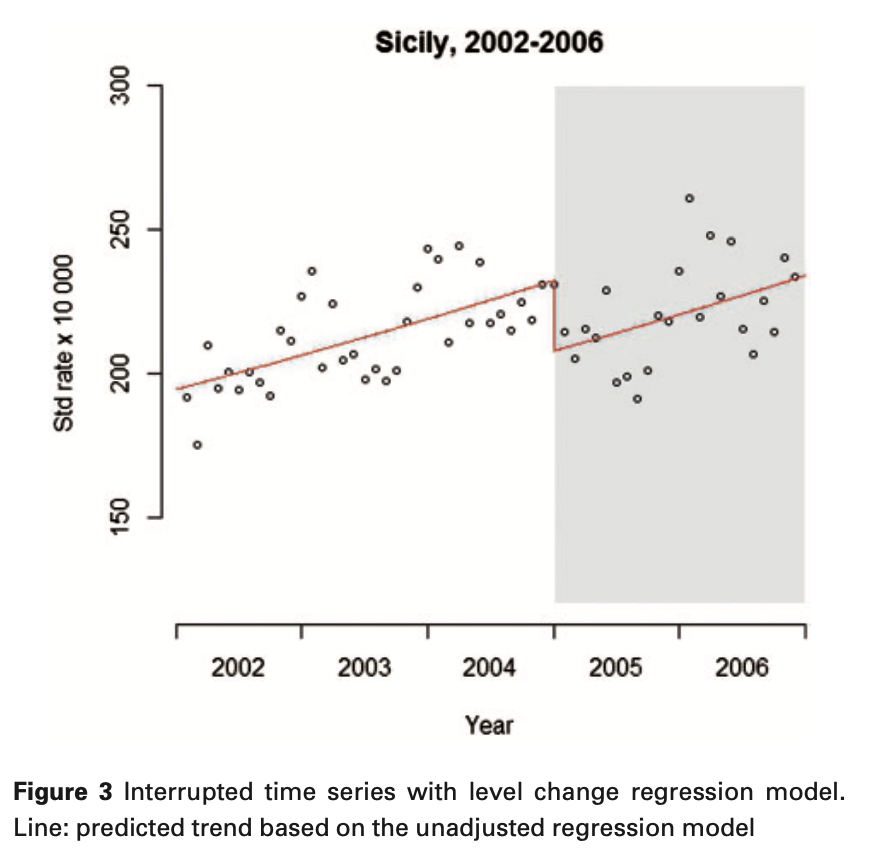 Sicily, 2002-2006
300
250
200
150
Std rate x 10 000
2002 2003 2004 2005 2006
Year
Figure 3 Interrupted time series with level change regression model.
Line: predicted trend based on the unadjusted regression model